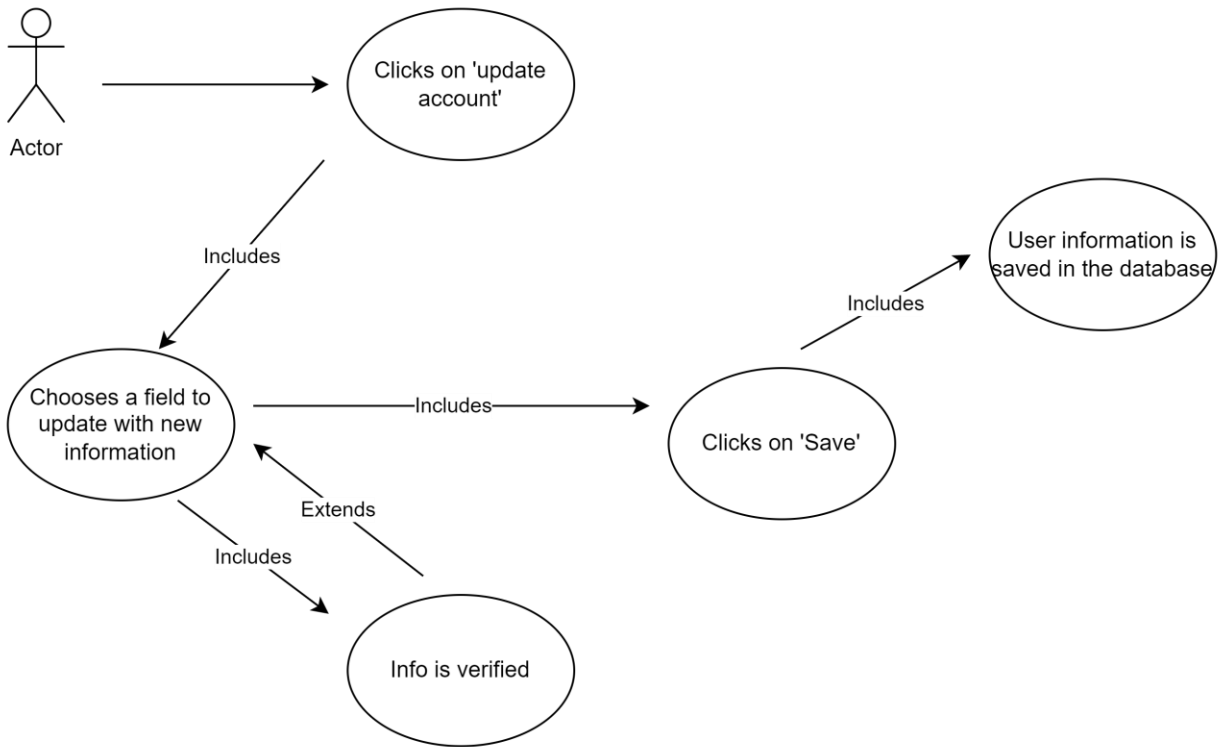 Actor
Clicks on 'update
account'
Includes
User information is
saved in the database
Includes
Chooses a field to
update with new
information
Includes
Clicks on 'Save'
Extends
Includes
Info is verified